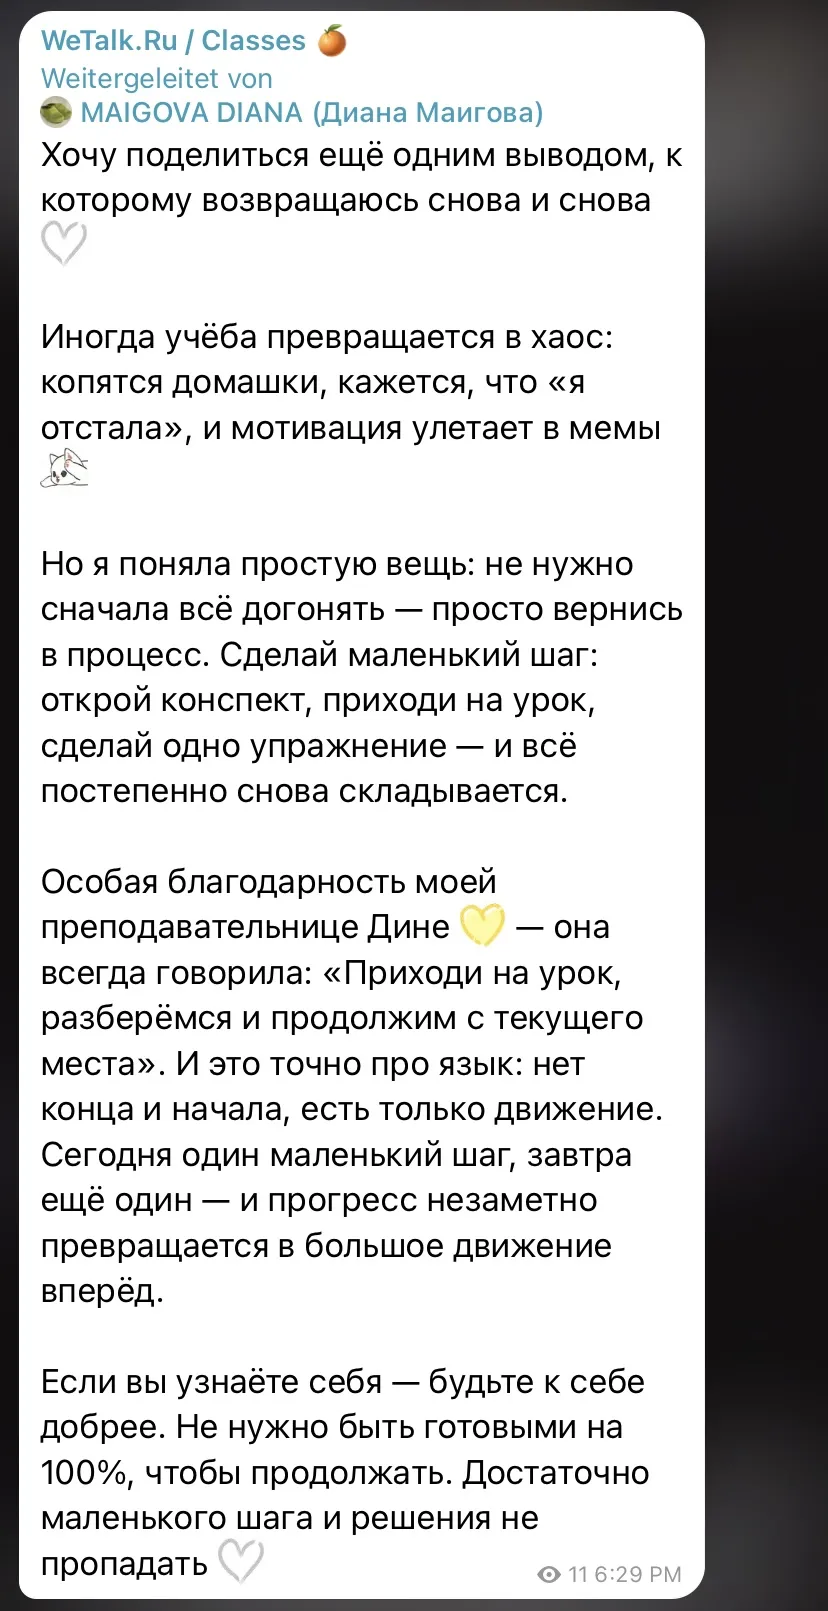 WeTalk.Ru / Classes 🍊
Weitergeleitet von
MAIGOVA DIANA (Диана Маигова)
Хочу поделиться ещё одним выводом, к
которому возвращаюсь снова и снова
Иногда учёба превращается в хаос:
копятся домашки, кажется, что «я
отстала», и мотивация улетает в мемы
Но я поняла простую вещь: не нужно
сначала всё догонять — просто вернись
в процесс. Сделай маленький шаг:
открой конспект, приходи на урок,
сделай одно упражнение — и всё
постепенно снова складывается.
Особая благодарность моей
преподавательнице Дине 💛 — она
всегда говорила: «Приходи на урок,
разберёмся и продолжим с текущего
места». И это точно про язык: нет
конца и начала, есть только движение.
Сегодня один маленький шаг, завтра
ещё один — и прогресс незаметно
превращается в большое движение
вперёд.
Если вы узнаёте себя — будьте к себе
добрее. Не нужно быть готовыми на
100%, чтобы продолжать. Достаточно
маленького шага и решения не
пропадать
11 6:29 PM